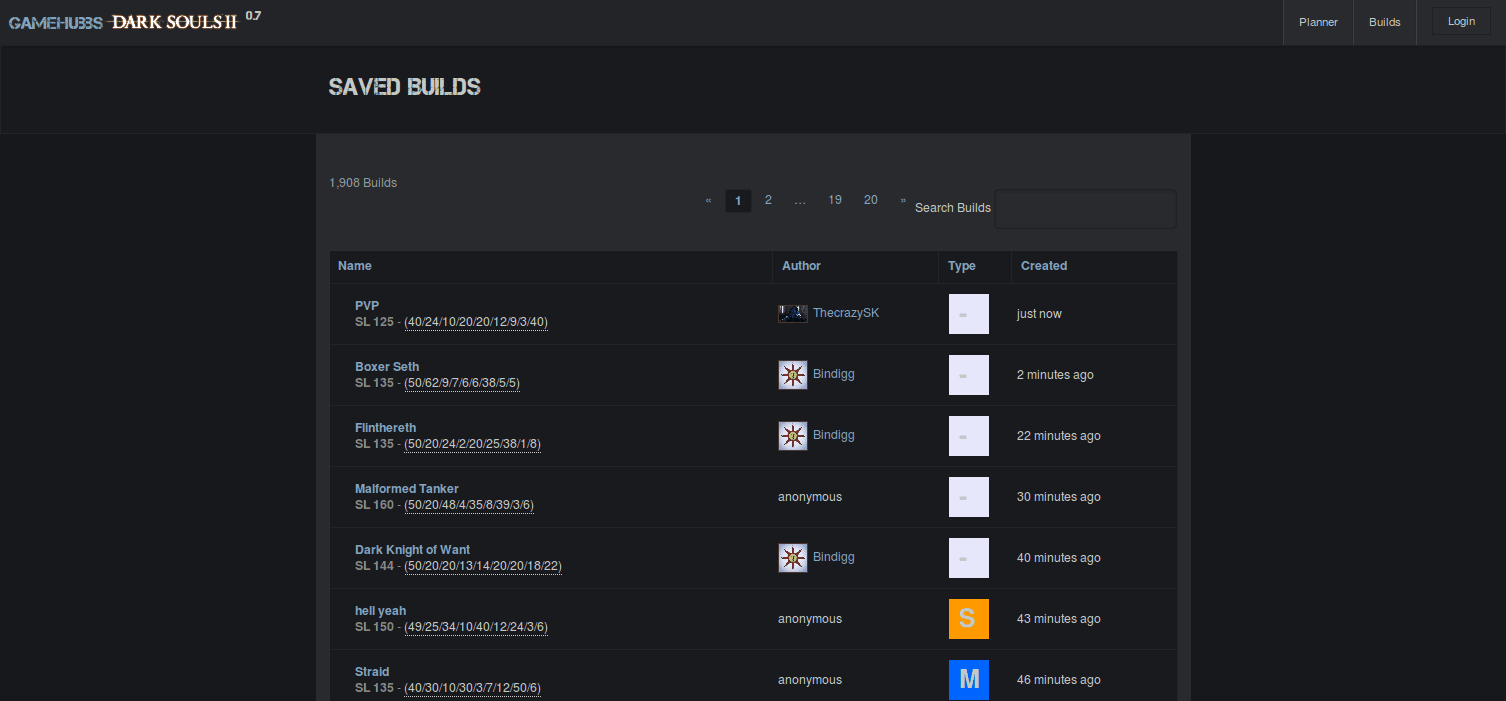 GAMEHUBBS DARK SOULS II 0.7
Planner
Builds
Login
SAVED BUILDS
1,908 Builds
« 1 2 … 19 20 »
Search Builds
Name Author Type Created
PVP
SL 125 - (40/24/10/20/20/12/9/3/40)
ThecrazySK
-
just now
Boxer Seth
SL 135 - (50/62/9/7/6/6/38/5/5)
Bindigg
-
2 minutes ago
Flinthereth
SL 135 - (50/20/24/2/20/25/38/1/8)
Bindigg
-
22 minutes ago
Malformed Tanker
SL 160 - (50/20/48/4/35/8/39/3/6)
anonymous
-
30 minutes ago
Dark Knight of Want
SL 144 - (50/20/20/13/14/20/20/18/22)
Bindigg
-
40 minutes ago
hell yeah
SL 150 - (49/25/34/10/40/12/24/3/6)
anonymous
S
43 minutes ago
Straid
SL 135 - (40/30/10/30/3/7/12/50/6)
anonymous
M
46 minutes ago